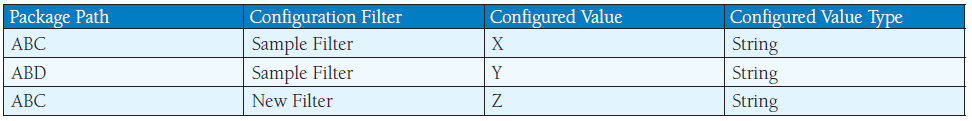 Package Path Configuration Filter Configured Value Configured Value Type
ABC Sample Filter X String
ABD Sample Filter Y String
ABC New Filter Z String